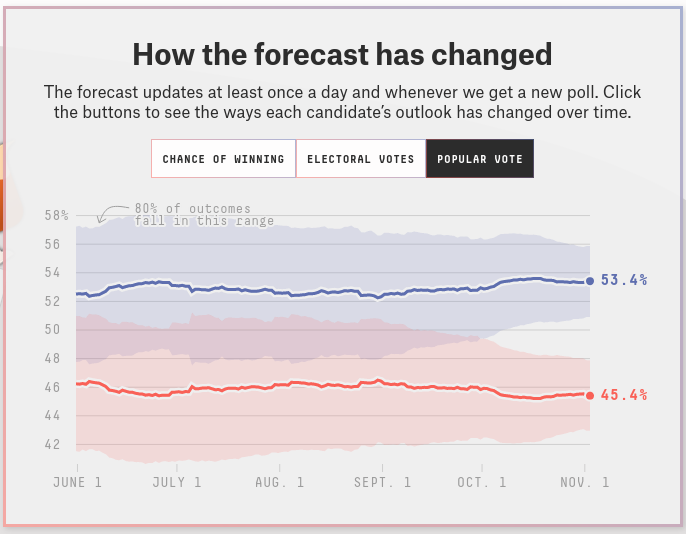 How the forecast has changed
The forecast updates at least once a day and whenever we get a new poll. Click
the buttons to see the ways each candidate’s outlook has changed over time.
CHANCE OF WINNING
ELECTORAL VOTES
POPULAR VOTE
80% of outcomes
fall in this range
58%
56
54
52
50
48
46
44
42
53.4%
45.4%
JUNE 1
JULY 1
AUG. 1
SEPT. 1
OCT. 1
NOV. 1